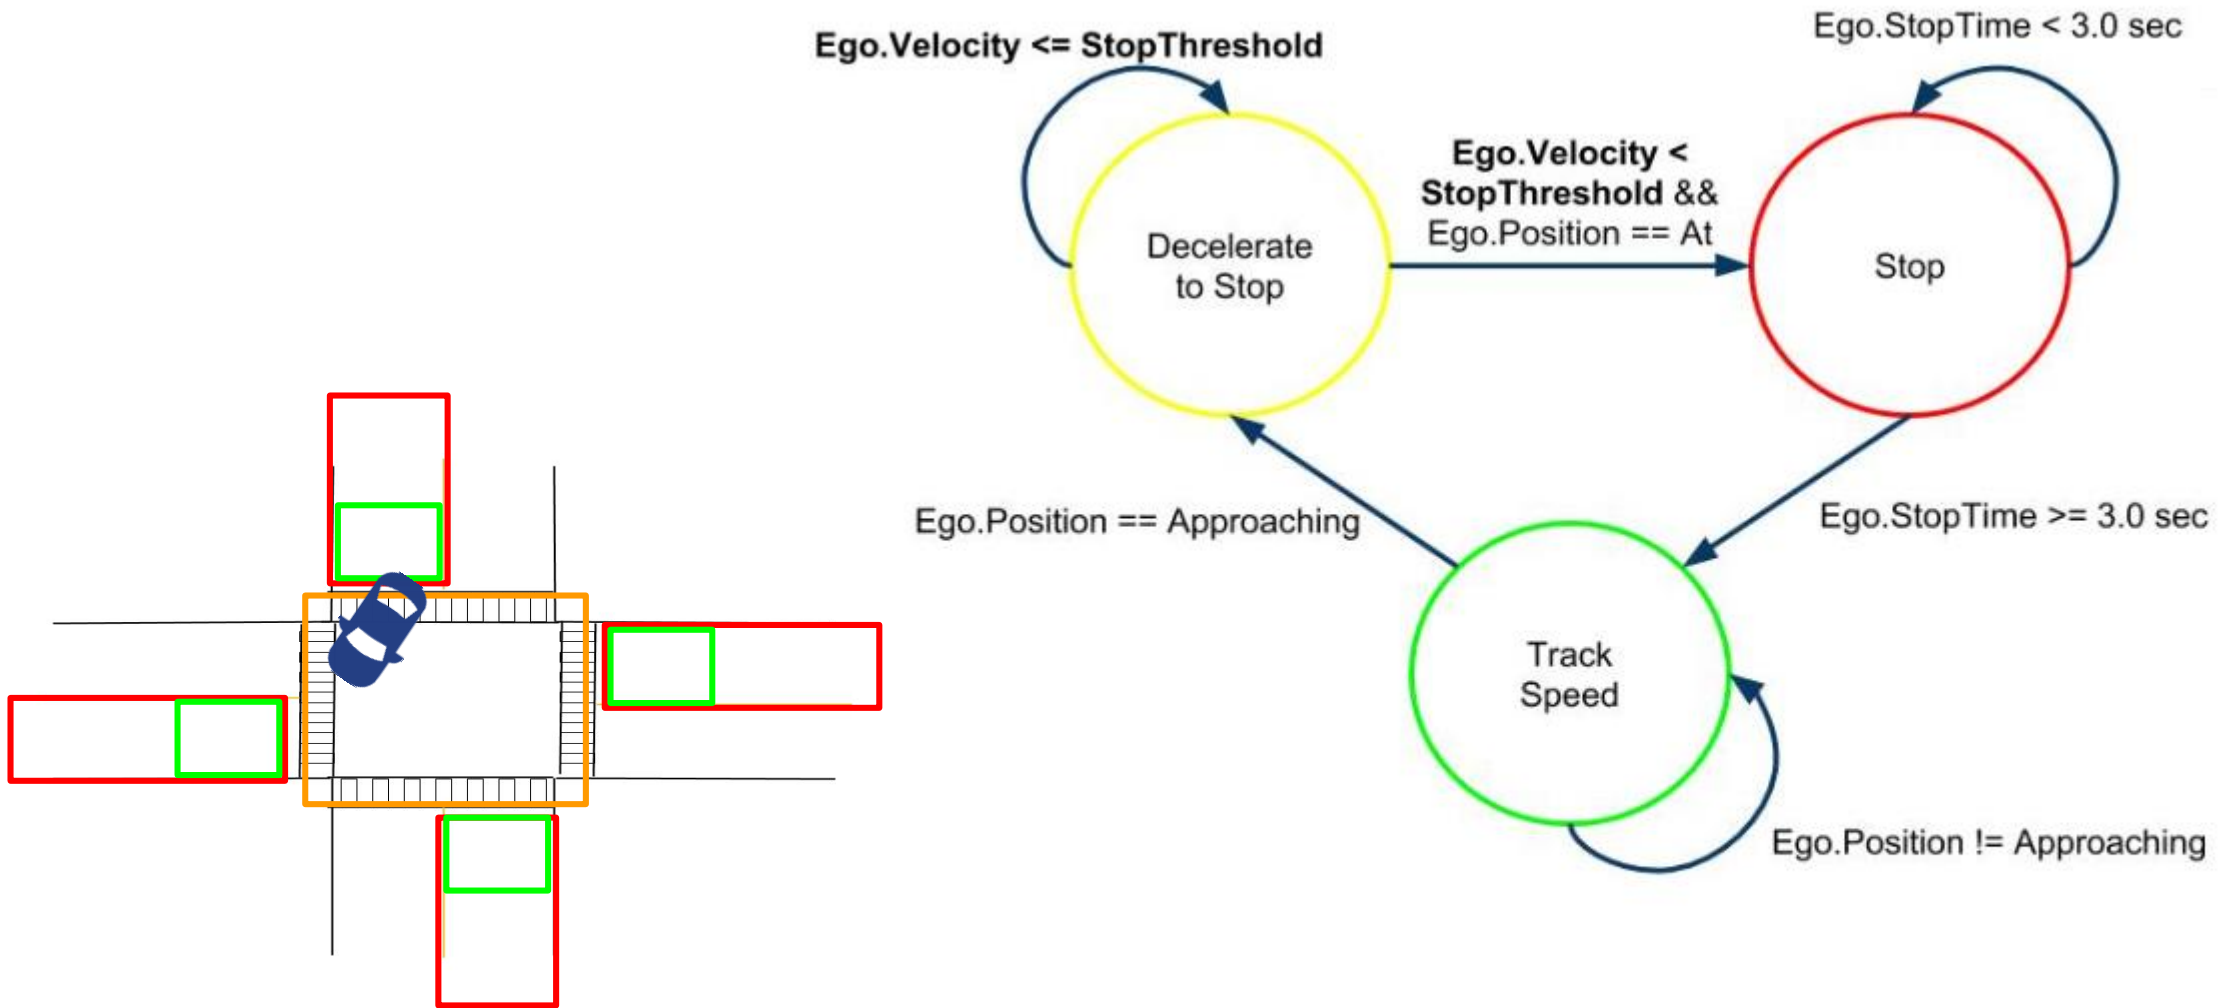 Ego.StopTime < 3.0 sec
Ego.Velocity <= StopThreshold
Ego.Velocity <
StopThreshold &&
Ego.Position == At
Decelerate
to Stop
Stop
Ego.Position == Approaching
Ego.StopTime >= 3.0 sec
Track
Speed
Ego.Position != Approaching